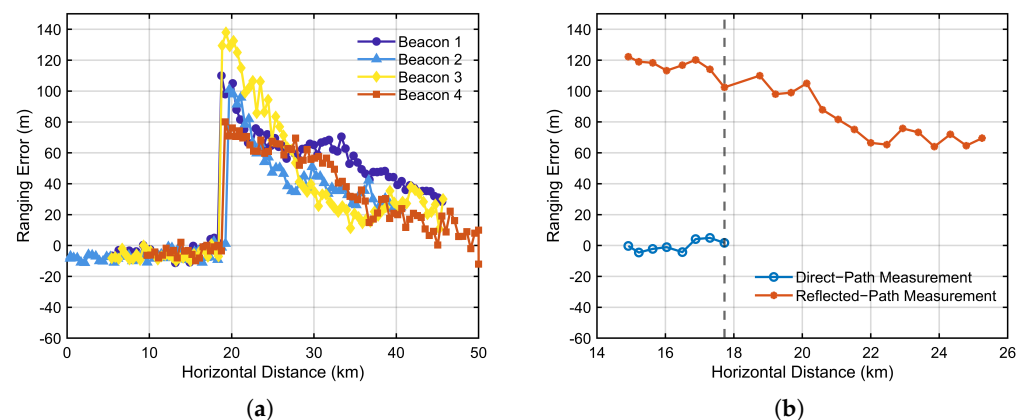 140
120
100
80
60
40
20
0
-20
-40
-60
Ranging Error (m)
0 10 20 30 40 50
Horizontal Distance (km)
Beacon 1
Beacon 2
Beacon 3
Beacon 4
(a)
140
120
100
80
60
40
20
0
-20
-40
-60
Ranging Error (m)
14 16 18 20 22 24 26
Horizontal Distance (km)
Direct-Path Measurement
Reflected-Path Measurement
(b)